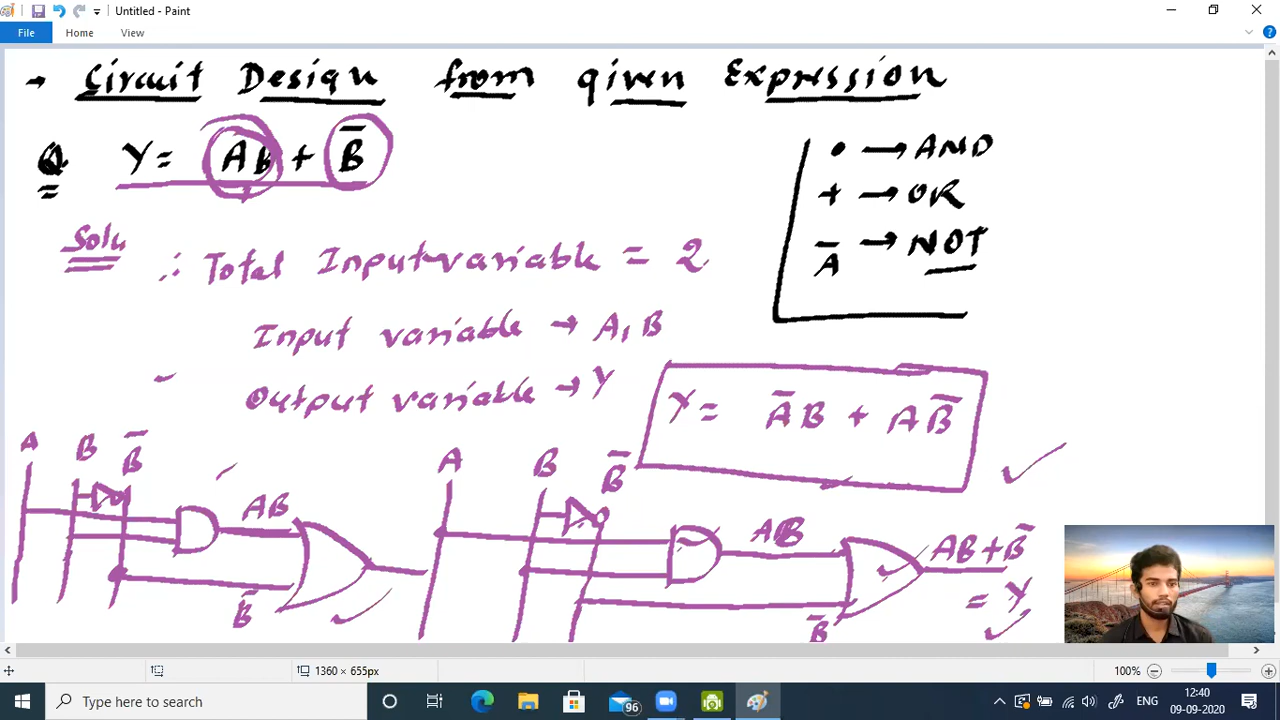 Untitled - Paint
File Home View
→ Circuit Design from given Expression
Q Y = AB + B̅
• → AND
+ → OR
A̅ → NOT
Solu ∴ Total Input variable = 2
Input variable → A, B
Output variable → Y
Y = A̅B + AB̅
A B B̅ AB B̅
A B B̅ AB B̅ AB + B̅
= Y
1360 × 655px 100%
Type here to search 96 ENG 12:40
09-09-2020